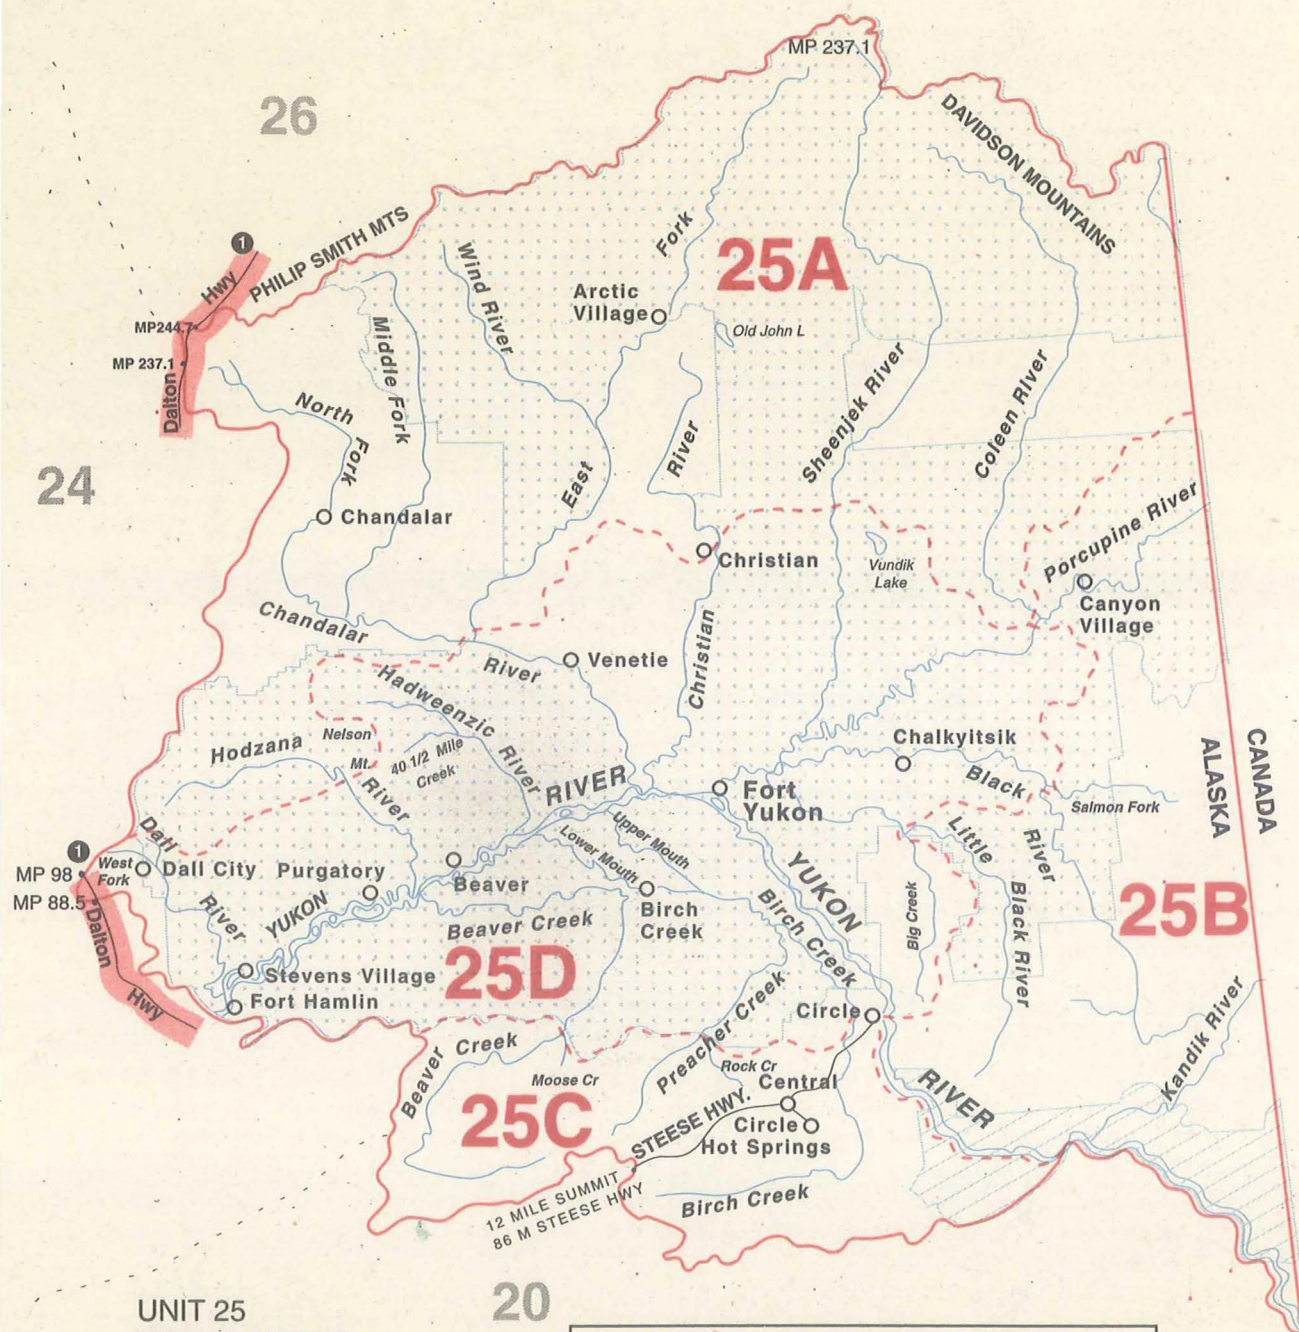 MP 237.1
26
DAVIDSON MOUNTAINS
1
Hwy
PHILIP SMITH MTS
Wind River
Fork
25A
Arctic
Village
Old John L
MP244.7
MP 237.1
Dalton
Middle Fork
North
Fork
River
Sheenjek River
Coleen River
24
East
Chandalar
Christian
Vundik
Lake
Porcupine River
Canyon
Village
Chandalar
River
Venetie
Christian
Hadweenzic
River
Hodzana
River
Nelson
Mt.
40 1/2 Mile
Creek
RIVER
Chalkyitsik
Black
River
Salmon Fork
Fort
Yukon
ALASKA
CANADA
Dall
River
1
MP 98
West
Fork
Dall City
Purgatory
MP 88.5
Dalton
Hwy
Beaver
Lower Mouth
Upper Mouth
Birch
Creek
YUKON
Birch Creek
Little
Black River
Big Creek
25B
YUKON
Beaver Creek
25D
Stevens Village
Fort Hamlin
Circle
Preacher Creek
Kandik River
Beaver Creek
Moose Cr
Rock Cr
25C
Central
RIVER
STEESE HWY.
Circle
Hot Springs
12 MILE SUMMIT
86 M STEESE HWY
Birch Creek
UNIT 25
20